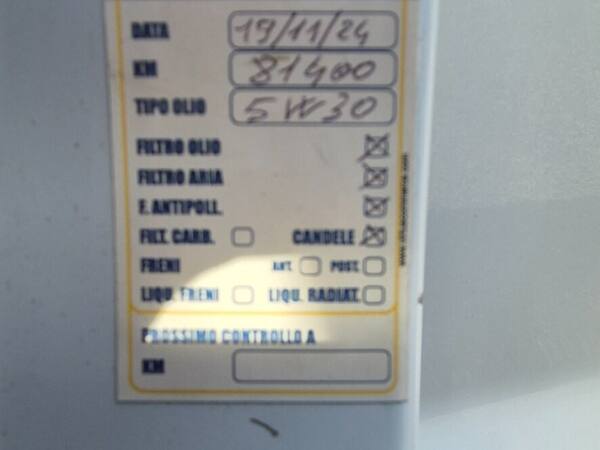 DATA 19/11/24
KM 81400
TIPO OLIO 5W30
FILTRO OLIO
FILTRO ARIA
F. ANTIPOLL.
FILT. CARB. CANDELE
FRENI ANT. POST.
LIQU. FRENI LIQU. RADIAT.
PROSSIMO CONTROLLO A
KM